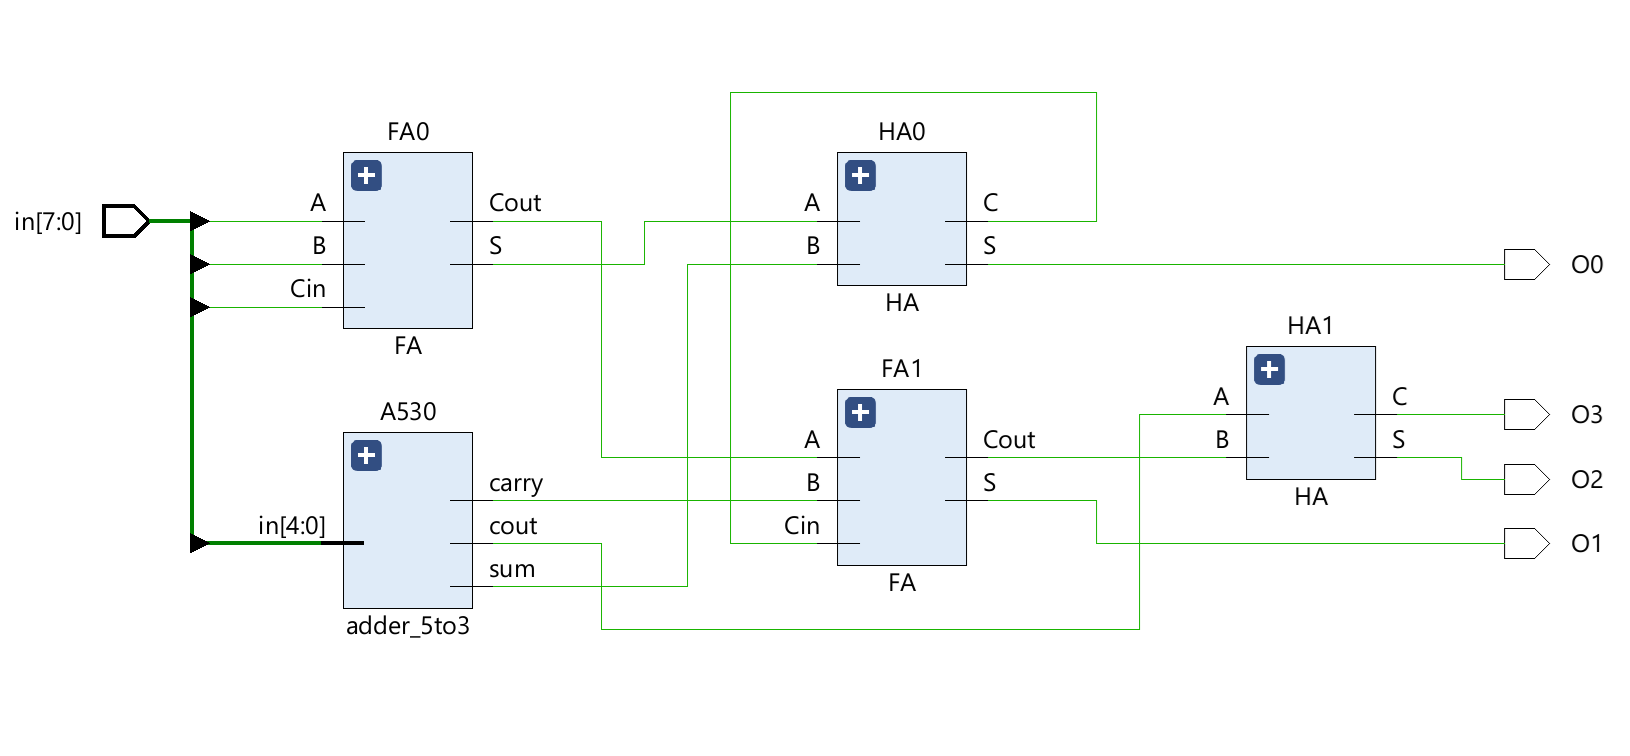 in[7:0]
FA0
A
B
Cin
Cout
S
FA
A530
in[4:0]
carry
cout
sum
adder_5to3
HA0
A
B
C
S
HA
FA1
A
B
Cin
Cout
S
FA
HA1
A
B
C
S
HA
O0
O3
O2
O1